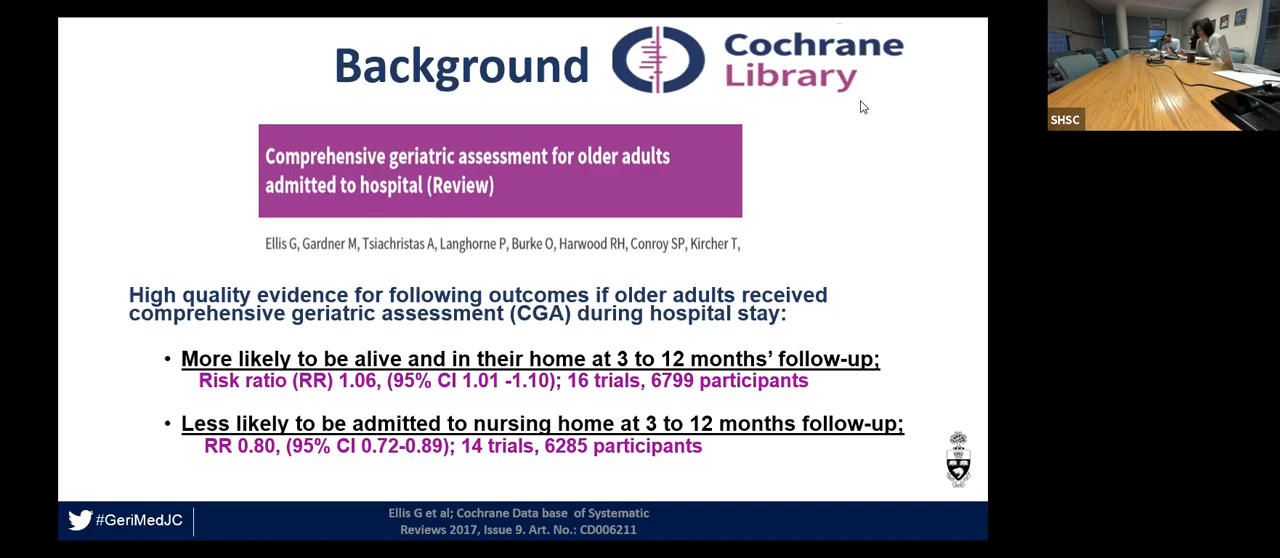 Background
Cochrane
Library
Comprehensive geriatric assessment for older adults
admitted to hospital (Review)
Ellis G, Gardner M, Tsiachristas A, Langhorne P, Burke O, Harwood RH, Conroy SP, Kircher T,
High quality evidence for following outcomes if older adults received
comprehensive geriatric assessment (CGA) during hospital stay:
• More likely to be alive and in their home at 3 to 12 months’ follow-up;
Risk ratio (RR) 1.06, (95% CI 1.01 -1.10); 16 trials, 6799 participants
• Less likely to be admitted to nursing home at 3 to 12 months follow-up;
RR 0.80, (95% CI 0.72-0.89); 14 trials, 6285 participants
#GeriMedJC
Ellis G et al; Cochrane Data base of Systematic
Reviews 2017, Issue 9. Art. No.: CD006211
SHSC